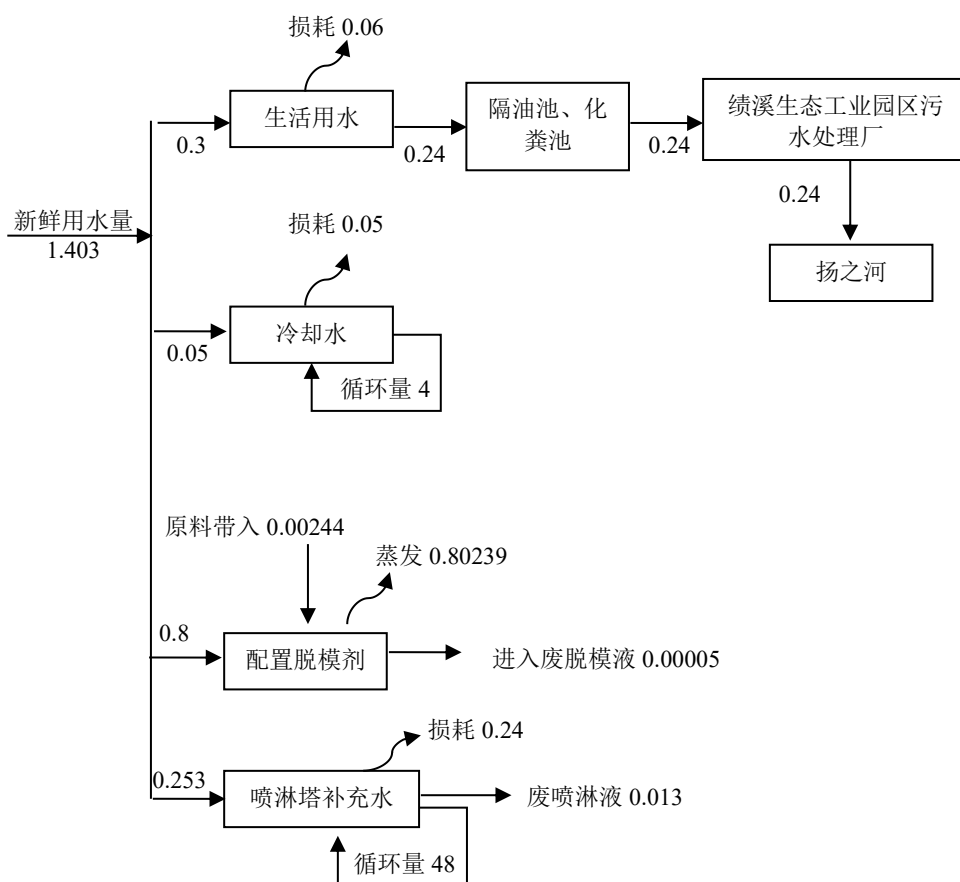 损耗 0.06
生活用水
隔油池、化
粪池
绩溪生态工业园区污
水处理厂
0.3
0.24
0.24
0.24
新鲜用水量
1.403
损耗 0.05
扬之河
冷却水
0.05
循环量 4
原料带入 0.00244
蒸发 0.80239
0.8
配置脱模剂
进入废脱模液 0.00005
损耗 0.24
0.253
喷淋塔补充水
废喷淋液 0.013
循环量 48